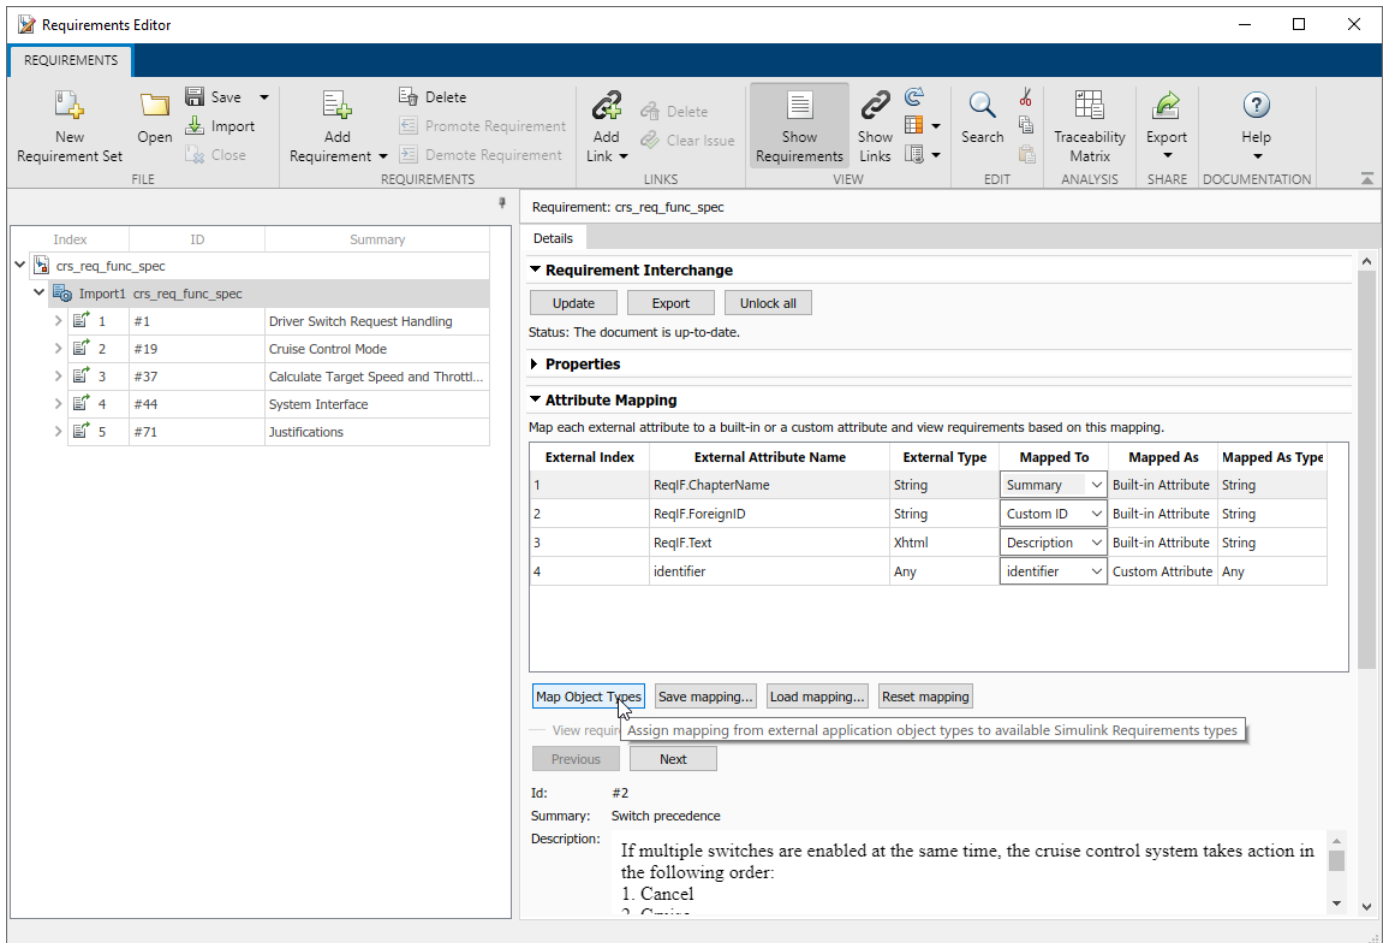 Requirements Editor
REQUIREMENTS
New
Requirement Set
Open
Save
Import
Close
FILE
Add
Requirement
Delete
Promote Requirement
Demote Requirement
REQUIREMENTS
Add
Link
Delete
Clear Issue
LINKS
Show
Requirements
Show
Links
VIEW
Search
EDIT
Traceability
Matrix
ANALYSIS
Export
SHARE
Help
DOCUMENTATION
Index ID Summary
crs_req_func_spec
Import1 crs_req_func_spec
1 #1 Driver Switch Request Handling
2 #19 Cruise Control Mode
3 #37 Calculate Target Speed and Throttl...
4 #44 System Interface
5 #71 Justifications
Requirement: crs_req_func_spec
Details
Requirement Interchange
Update Export Unlock all
Status: The document is up-to-date.
Properties
Attribute Mapping
Map each external attribute to a built-in or a custom attribute and view requirements based on this mapping.
External Index External Attribute Name External Type Mapped To Mapped As Mapped As Type
1 ReqIF.ChapterName String Summary Built-in Attribute String
2 ReqIF.ForeignID String Custom ID Built-in Attribute String
3 ReqIF.Text Xhtml Description Built-in Attribute String
4 identifier Any identifier Custom Attribute Any
Map Object Types Save mapping... Load mapping... Reset mapping
View requir
Assign mapping from external application object types to available Simulink Requirements types
Previous Next
Id: #2
Summary: Switch precedence
Description:
If multiple switches are enabled at the same time, the cruise control system takes action in
the following order:
1. Cancel
2. Cruise